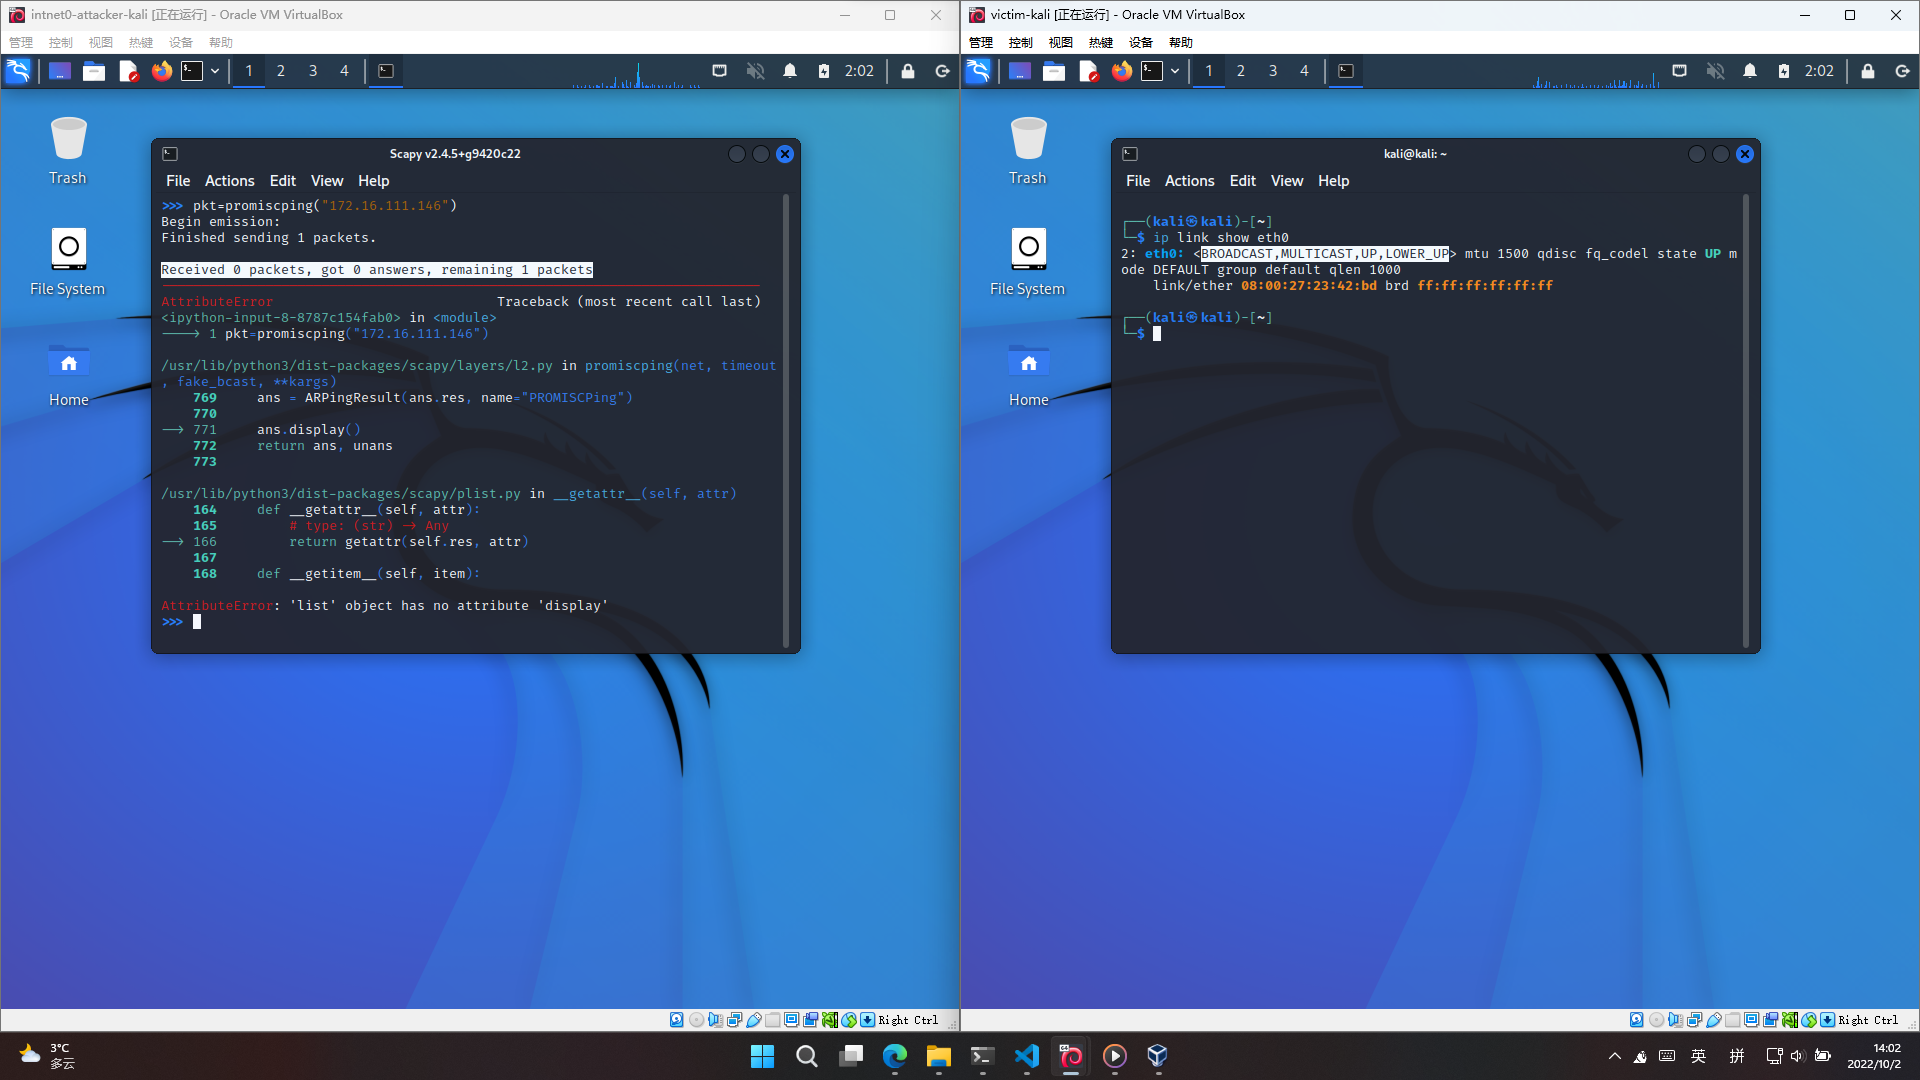 intnet0-attacker-kali [正在运行] - Oracle VM VirtualBox
管理 控制 视图 热键 设备 帮助
1 2 3 4 2:02
Trash
File System
Home
Scapy v2.4.5+g9420c22
File Actions Edit View Help
>>> pkt=promiscping("172.16.111.146")
Begin emission:
Finished sending 1 packets.
Received 0 packets, got 0 answers, remaining 1 packets
AttributeError Traceback (most recent call last)
<ipython-input-8-8787c154fab0> in <module>
----> 1 pkt=promiscping("172.16.111.146")
/usr/lib/python3/dist-packages/scapy/layers/l2.py in promiscping(net, timeout
, fake_bcast, **kargs)
769 ans = ARPingResult(ans.res, name="PROMISCPing")
770
--> 771 ans.display()
772 return ans, unans
773
/usr/lib/python3/dist-packages/scapy/plist.py in __getattr__(self, attr)
164 def __getattr__(self, attr):
165 # type: (str) -> Any
--> 166 return getattr(self.res, attr)
167
168 def __getitem__(self, item):
AttributeError: 'list' object has no attribute 'display'
>>>
Right Ctrl
victim-kali [正在运行] - Oracle VM VirtualBox
管理 控制 视图 热键 设备 帮助
1 2 3 4 2:02
Trash
File System
Home
kali@kali: ~
File Actions Edit View Help
┌──(kali㉿kali)-[~]
└─$ ip link show eth0
2: eth0: <BROADCAST,MULTICAST,UP,LOWER_UP> mtu 1500 qdisc fq_codel state UP m
ode DEFAULT group default qlen 1000
link/ether 08:00:27:23:42:bd brd ff:ff:ff:ff:ff:ff
┌──(kali㉿kali)-[~]
└─$
Right Ctrl
3°C
多云
英 拼
14:02
2022/10/2